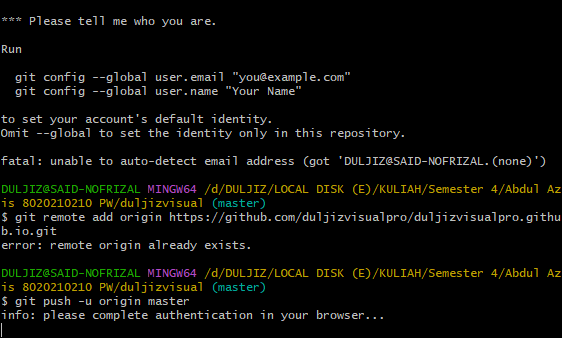 *** Please tell me who you are.
Run
git config --global user.email "you@example.com"
git config --global user.name "Your Name"
to set your account's default identity.
Omit --global to set the identity only in this repository.
fatal: unable to auto-detect email address (got 'DULJIZ@SAID-NOFRIZAL.(none)')
DULJIZ@SAID-NOFRIZAL MINGW64 /d/DULJIZ/LOCAL DISK (E)/KULIAH/Semester 4/Abdul Az
is 8020210210 PW/duljizvisual (master)
$ git remote add origin https://github.com/duljizvisualpro/duljizvisualpro.githu
b.io.git
error: remote origin already exists.
DULJIZ@SAID-NOFRIZAL MINGW64 /d/DULJIZ/LOCAL DISK (E)/KULIAH/Semester 4/Abdul Az
is 8020210210 PW/duljizvisual (master)
$ git push -u origin master
info: please complete authentication in your browser...